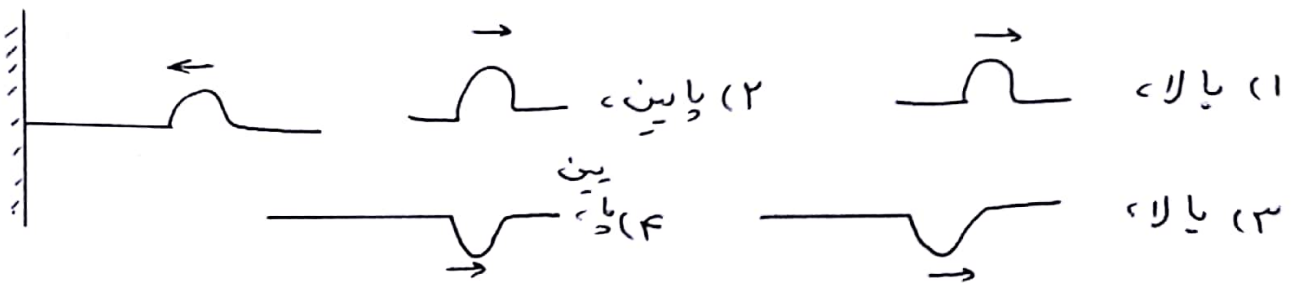 ۱) بالا،
۲) پایین،
۳) بالا،
۴) پایین،